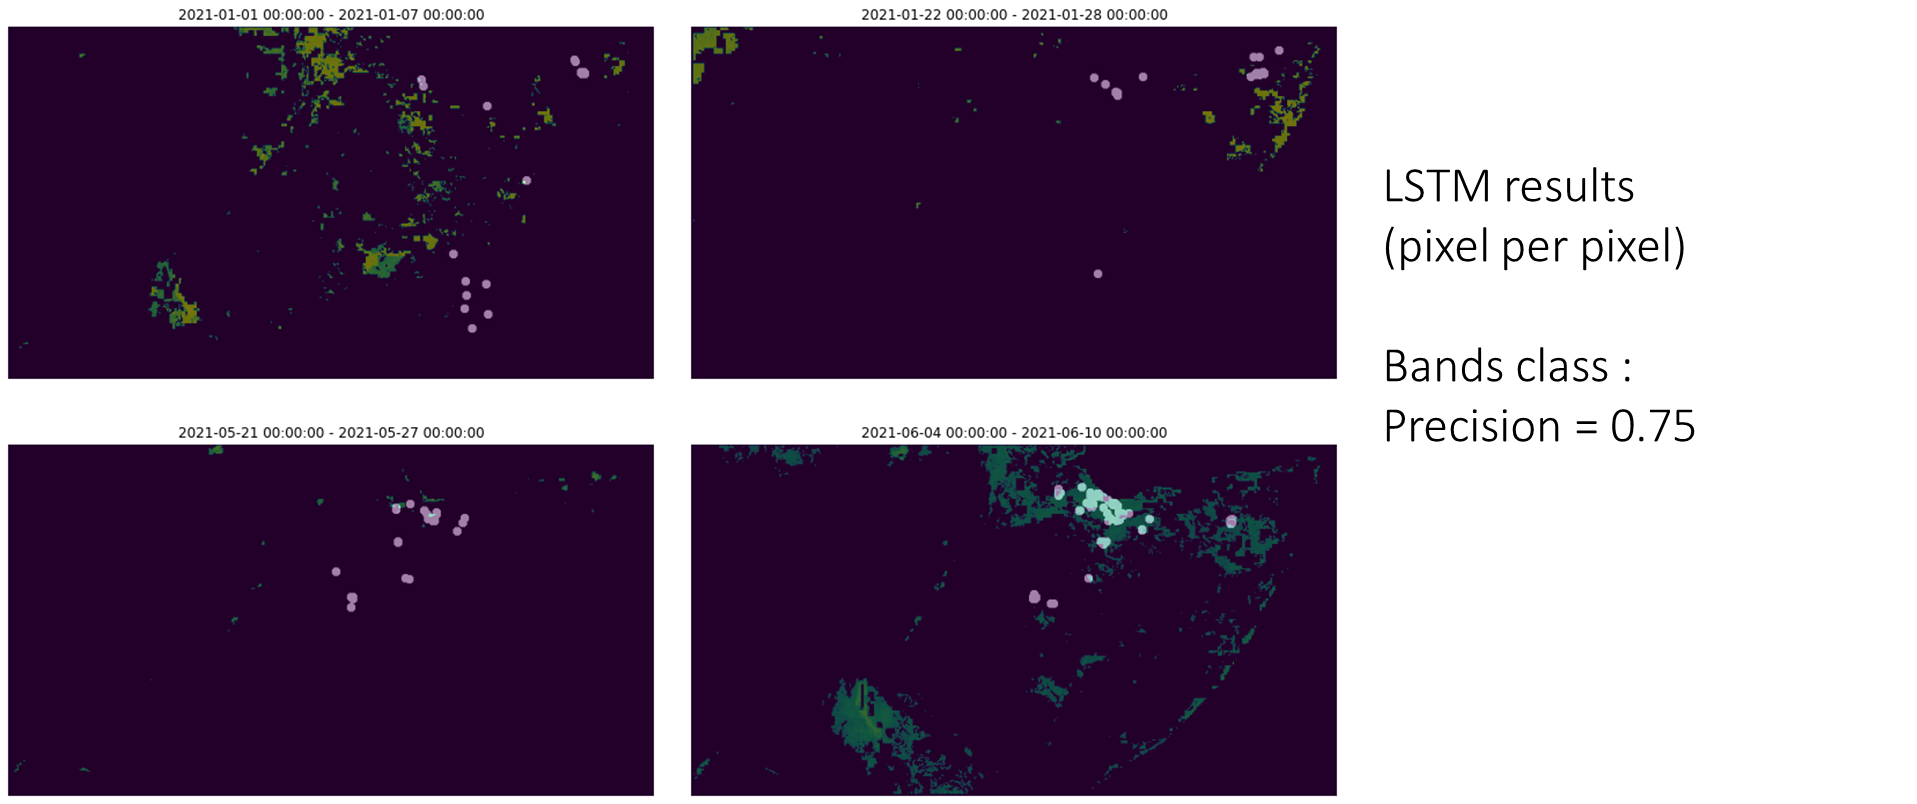 2021-01-01 00:00:00 - 2021-01-07 00:00:00
2021-01-22 00:00:00 - 2021-01-28 00:00:00
2021-05-21 00:00:00 - 2021-05-27 00:00:00
2021-06-04 00:00:00 - 2021-06-10 00:00:00
LSTM results
(pixel per pixel)
Bands class :
Precision = 0.75